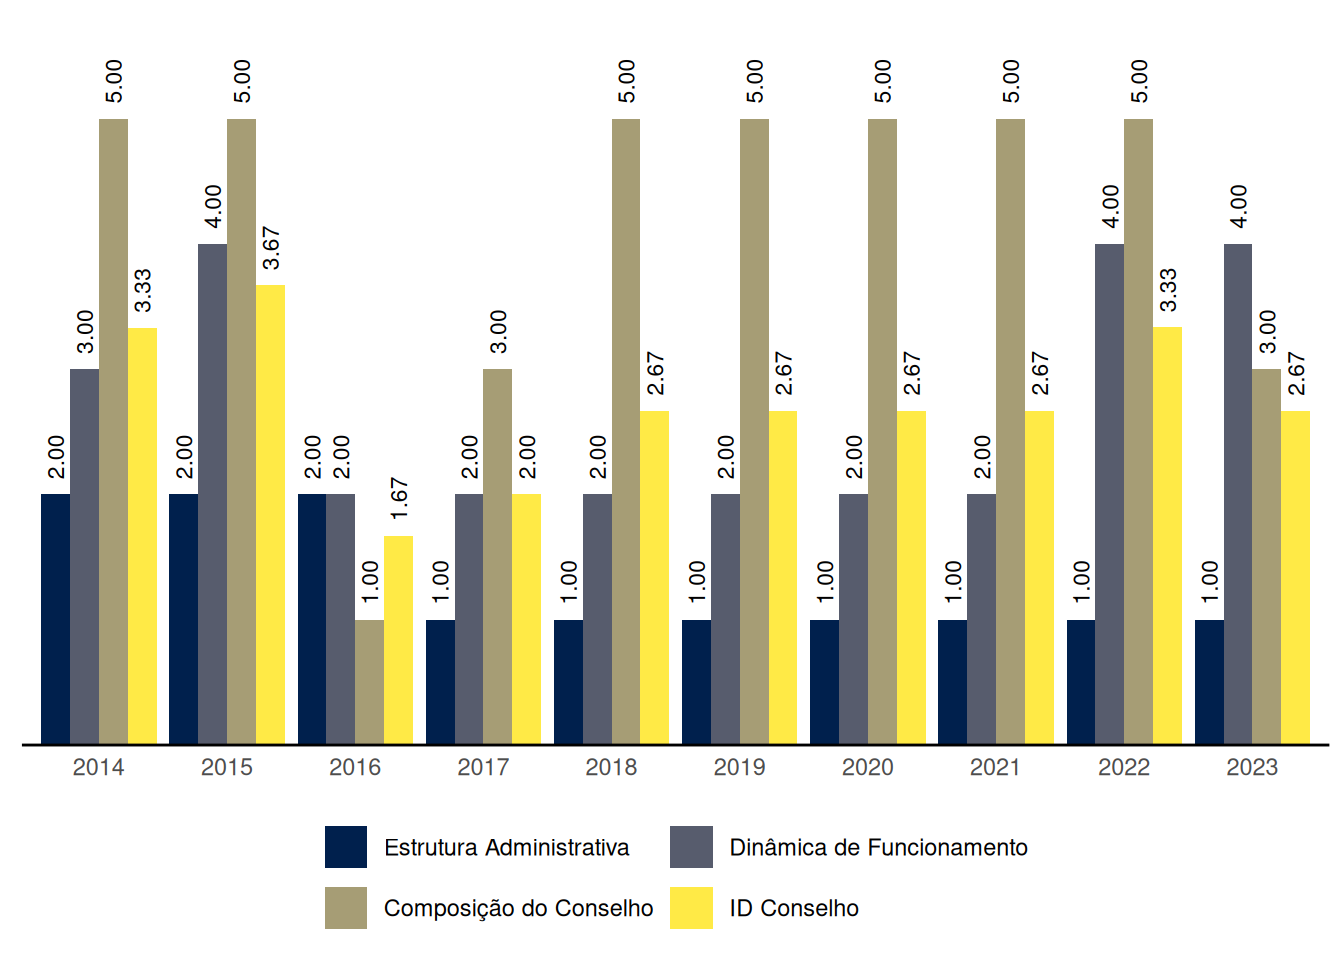 2.00 3.00 5.00 3.33
2.00 4.00 5.00 3.67
2.00 2.00 1.00 1.67
1.00 2.00 3.00 2.00
1.00 2.00 5.00 2.67
1.00 2.00 5.00 2.67
1.00 2.00 5.00 2.67
1.00 2.00 5.00 2.67
1.00 4.00 5.00 3.33
1.00 4.00 3.00 2.67
2014 2015 2016 2017 2018 2019 2020 2021 2022 2023
Estrutura Administrativa Dinâmica de Funcionamento
Composição do Conselho ID Conselho